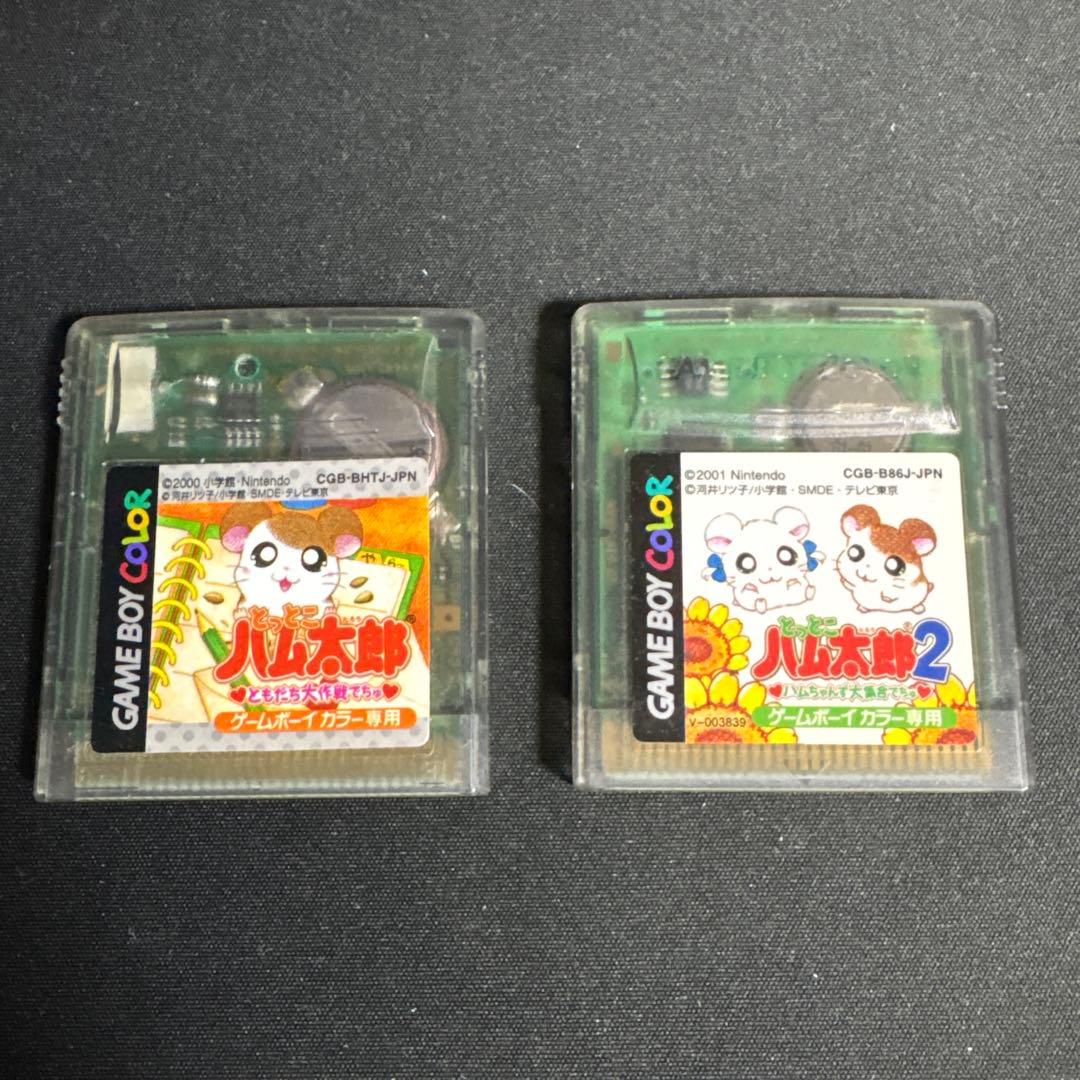 ©2000 小学館・Nintendo CGB-BHTJ-JPN
©河井リツ子/小学館・SMDE・テレビ東京
GAME BOY COLOR
とっとこ
ハム太郎®
♥ともだち大作戦でちゅ♥
ゲームボーイカラー専用
©2001 Nintendo CGB-B86J-JPN
©河井リツ子/小学館・SMDE・テレビ東京
GAME BOY COLOR
とっとこ
ハム太郎2
♥ハムちゃんず大集合でちゅ♥
V-003839
ゲームボーイカラー専用